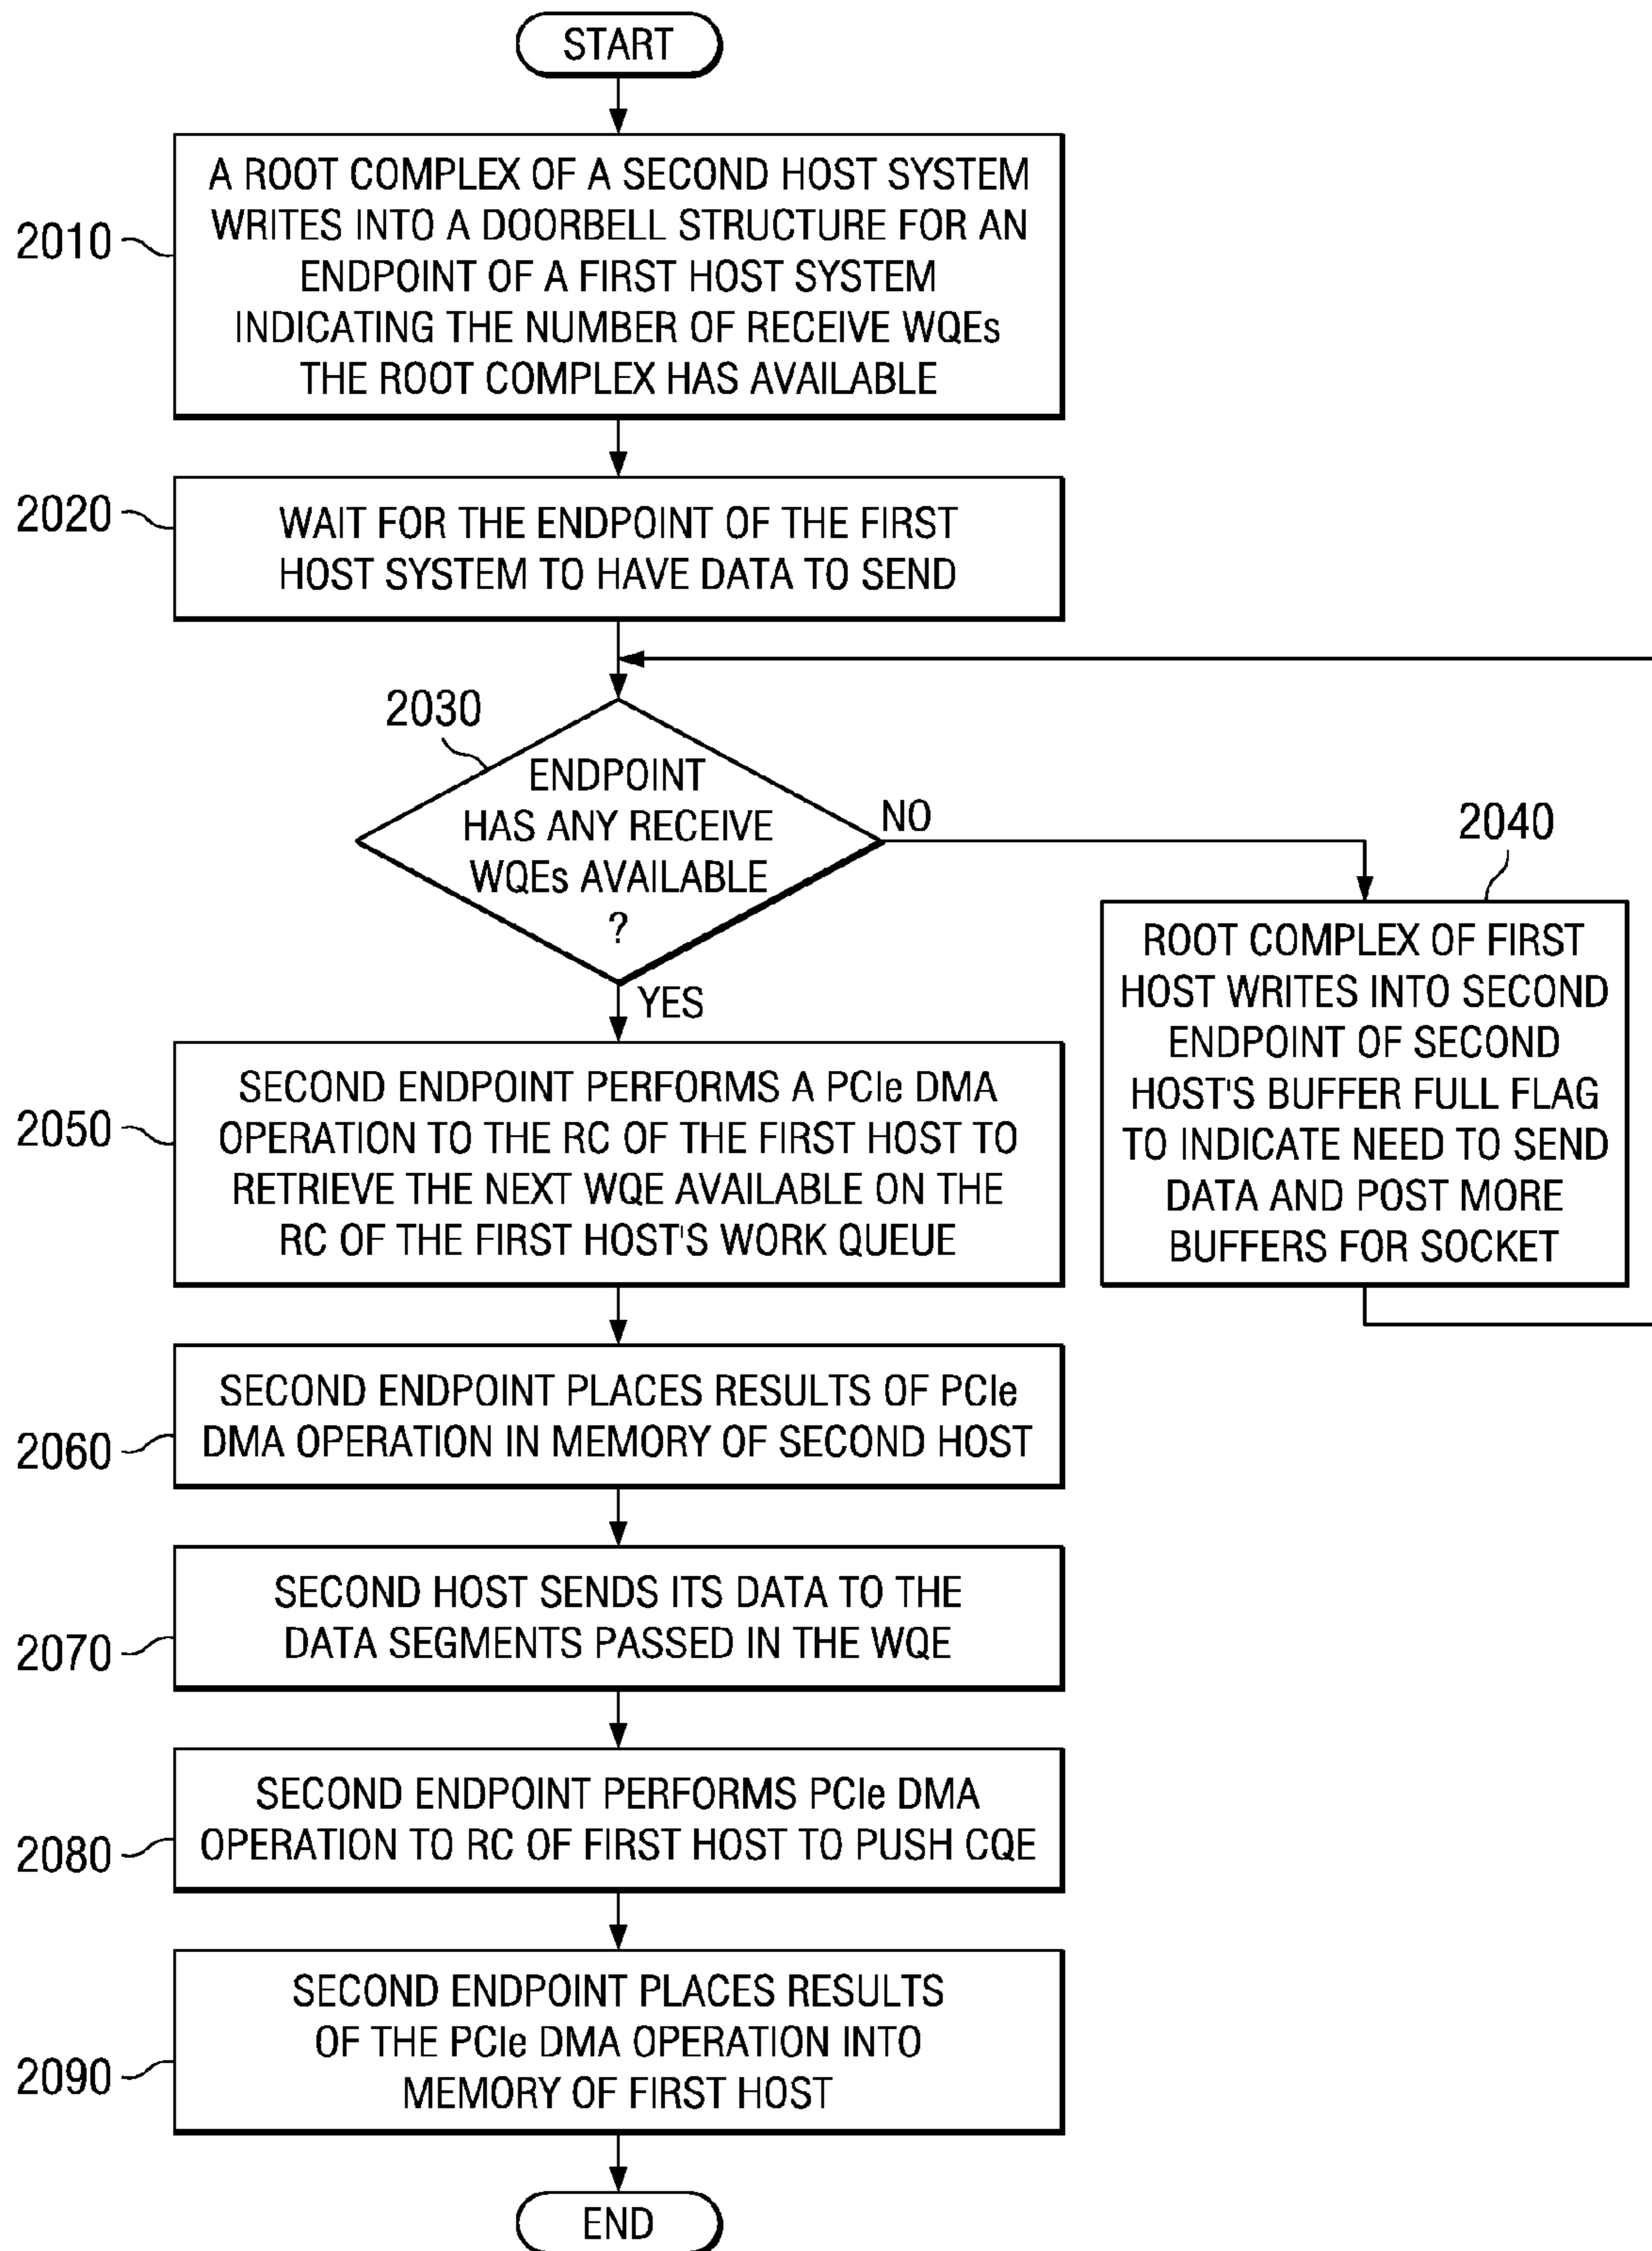 START
2010
A ROOT COMPLEX OF A SECOND HOST SYSTEM
WRITES INTO A DOORBELL STRUCTURE FOR AN
ENDPOINT OF A FIRST HOST SYSTEM
INDICATING THE NUMBER OF RECEIVE WQEs
THE ROOT COMPLEX HAS AVAILABLE
2020
WAIT FOR THE ENDPOINT OF THE FIRST
HOST SYSTEM TO HAVE DATA TO SEND
2030
ENDPOINT
HAS ANY RECEIVE
WQEs AVAILABLE
?
NO
YES
2040
ROOT COMPLEX OF FIRST
HOST WRITES INTO SECOND
ENDPOINT OF SECOND
HOST'S BUFFER FULL FLAG
TO INDICATE NEED TO SEND
DATA AND POST MORE
BUFFERS FOR SOCKET
2050
SECOND ENDPOINT PERFORMS A PCIe DMA
OPERATION TO THE RC OF THE FIRST HOST TO
RETRIEVE THE NEXT WQE AVAILABLE ON THE
RC OF THE FIRST HOST'S WORK QUEUE
2060
SECOND ENDPOINT PLACES RESULTS OF PCIe
DMA OPERATION IN MEMORY OF SECOND HOST
2070
SECOND HOST SENDS ITS DATA TO THE
DATA SEGMENTS PASSED IN THE WQE
2080
SECOND ENDPOINT PERFORMS PCIe DMA
OPERATION TO RC OF FIRST HOST TO PUSH CQE
2090
SECOND ENDPOINT PLACES RESULTS
OF THE PCIe DMA OPERATION INTO
MEMORY OF FIRST HOST
END